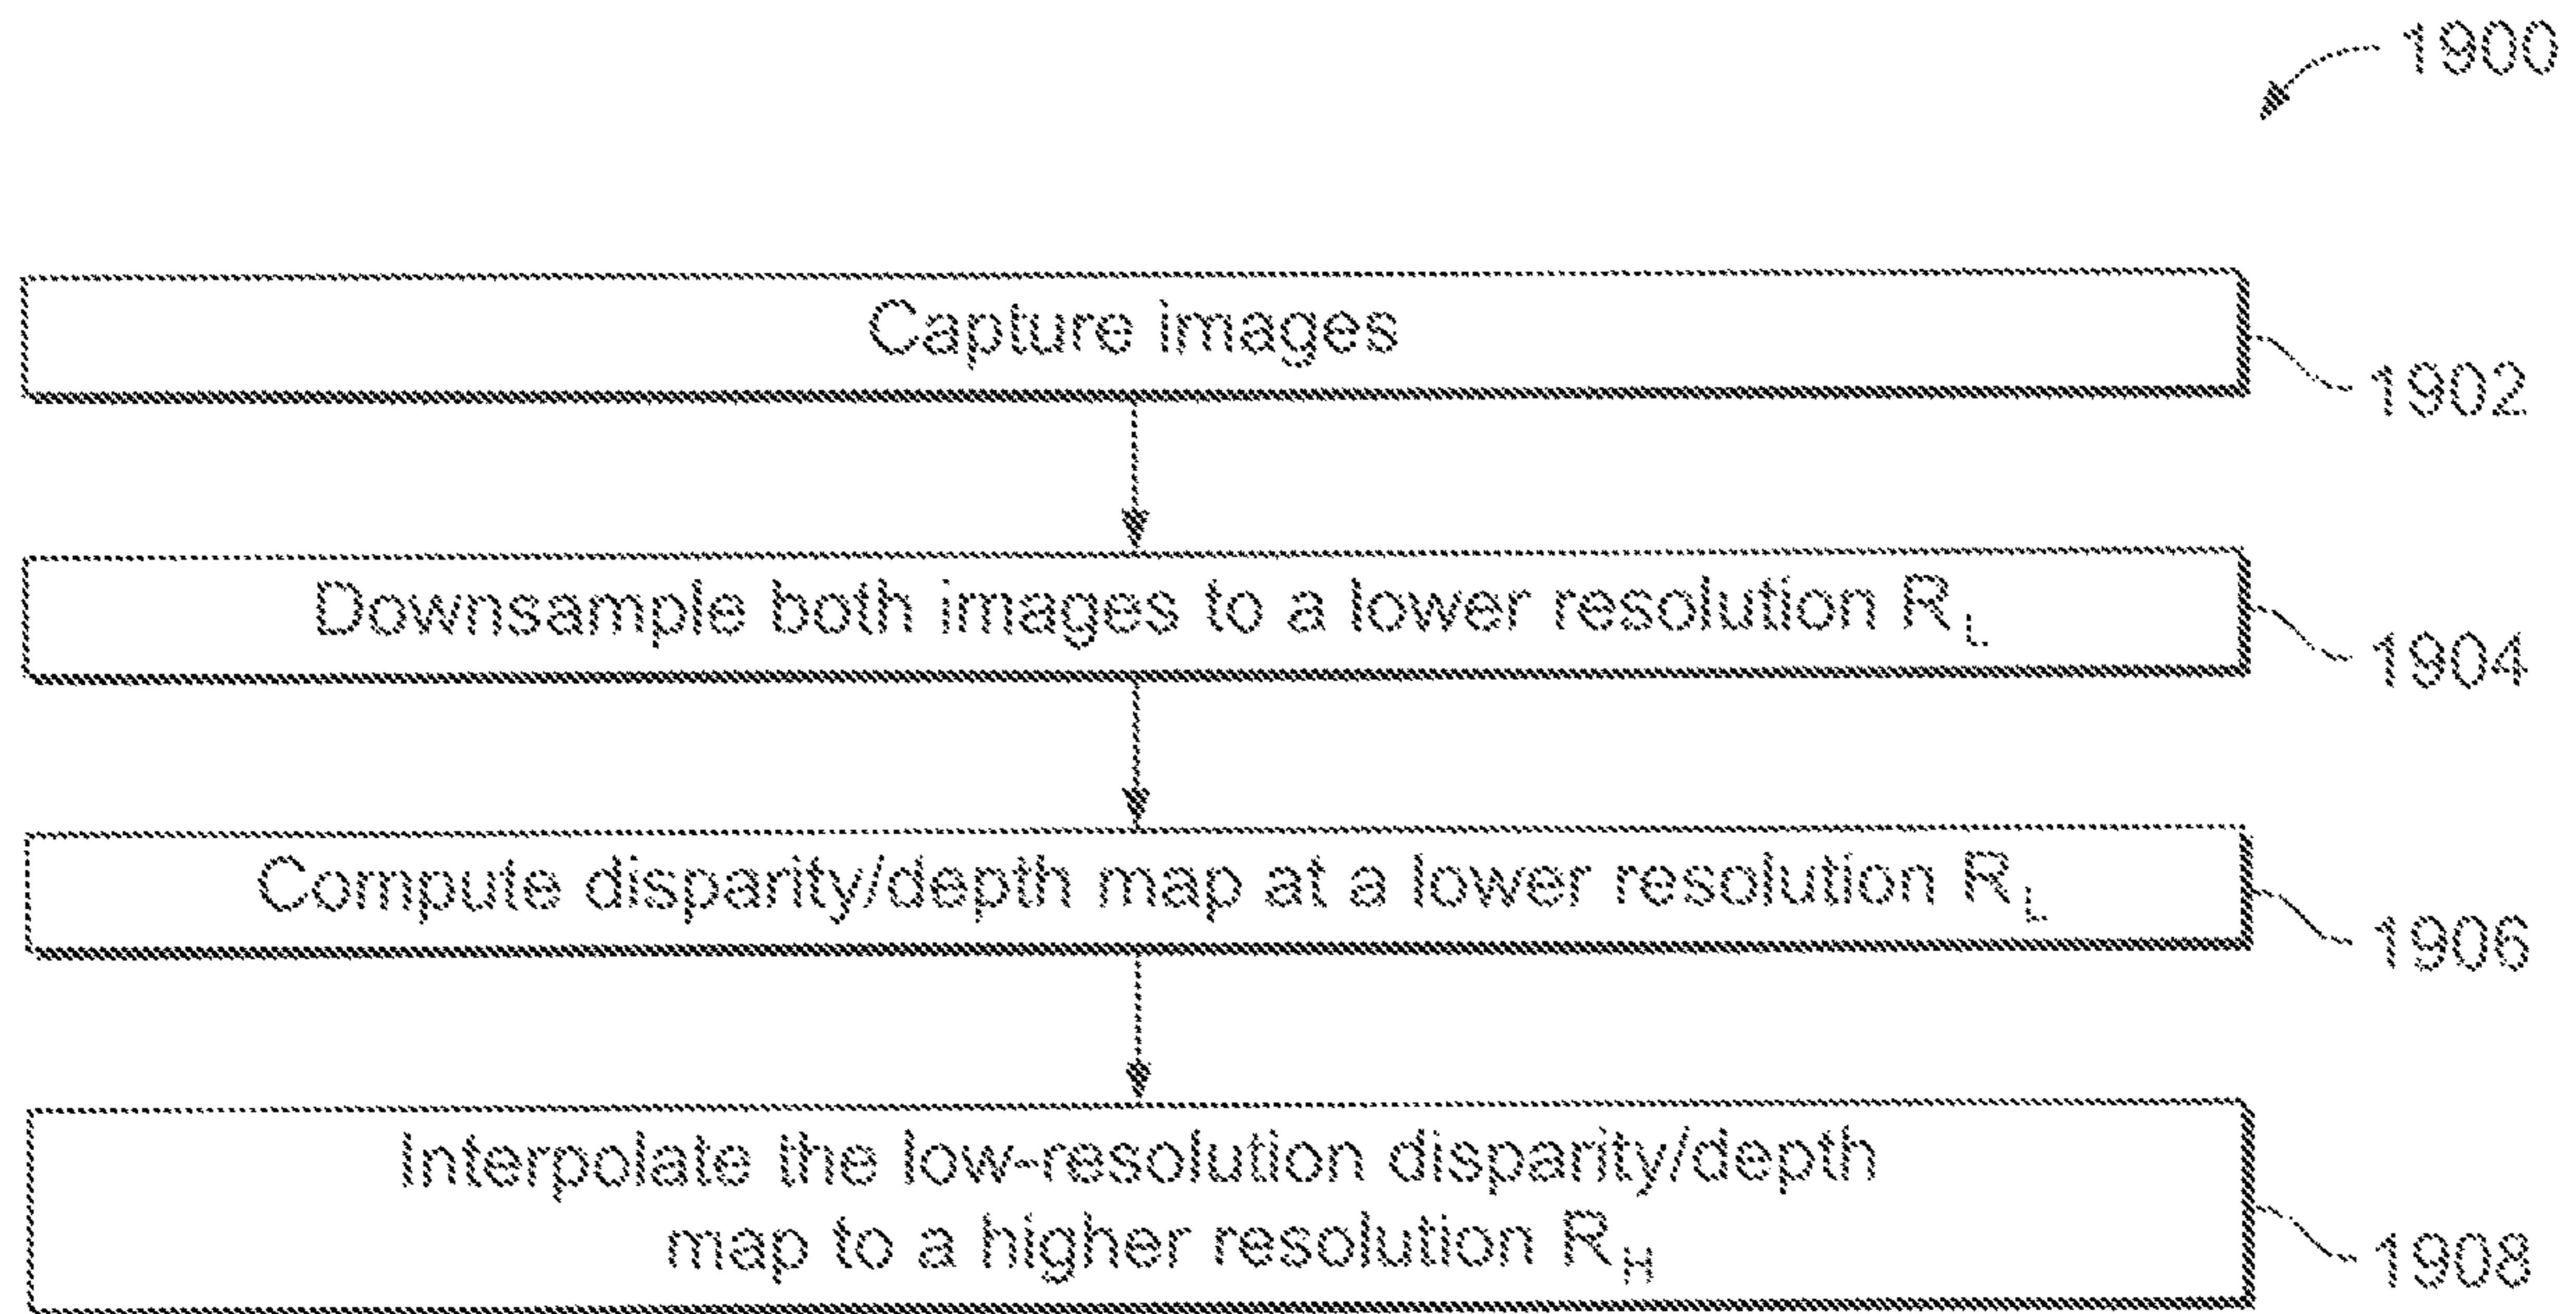 1900
Capture images
1902
Downsample both images to a lower resolution R_L
1904
Compute disparity/depth map at a lower resolution R_L
1906
Interpolate the low-resolution disparity/depth
map to a higher resolution R_H
1908